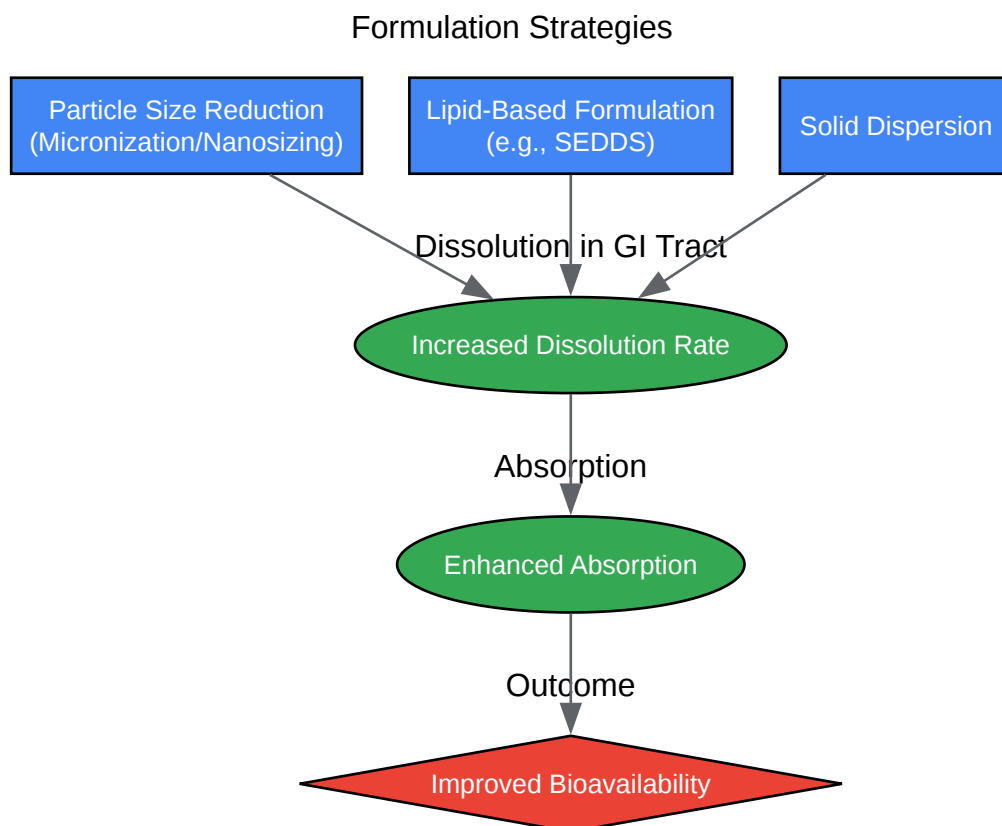 Formulation Strategies
Particle Size Reduction
(Micronization/Nanosizing)
Lipid-Based Formulation
(e.g., SEDDS)
Solid Dispersion
Dissolution in GI Tract
Increased Dissolution Rate
Absorption
Enhanced Absorption
Outcome
Improved Bioavailability